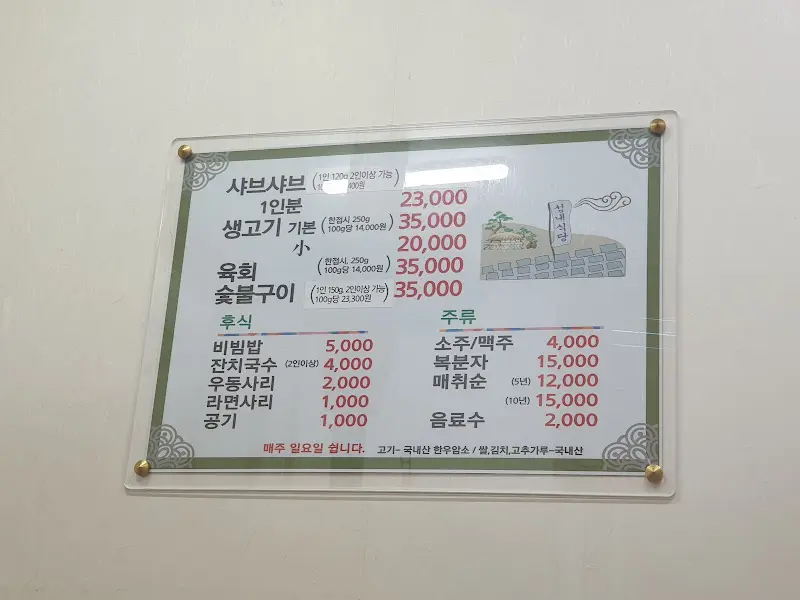 샤브샤브 (1인 120g, 2인이상 가능)
1인분 23,000
생고기 기본 (한접시 250g 100g당 14,000원) 35,000
小 20,000
육회 (한접시, 250g 100g당 14,000원) 35,000
숯불구이 (1인 150g, 2인이상 가능 100g당 23,300원) 35,000
성내식당
후식
비빔밥 5,000
잔치국수 (2인이상) 4,000
우동사리 2,000
라면사리 1,000
공기 1,000
주류
소주/맥주 4,000
복분자 15,000
매취순 (5년) 12,000
(10년) 15,000
음료수 2,000
매주 일요일 쉽니다. 고기- 국내산 한우암소 / 쌀,김치,고추가루-국내산